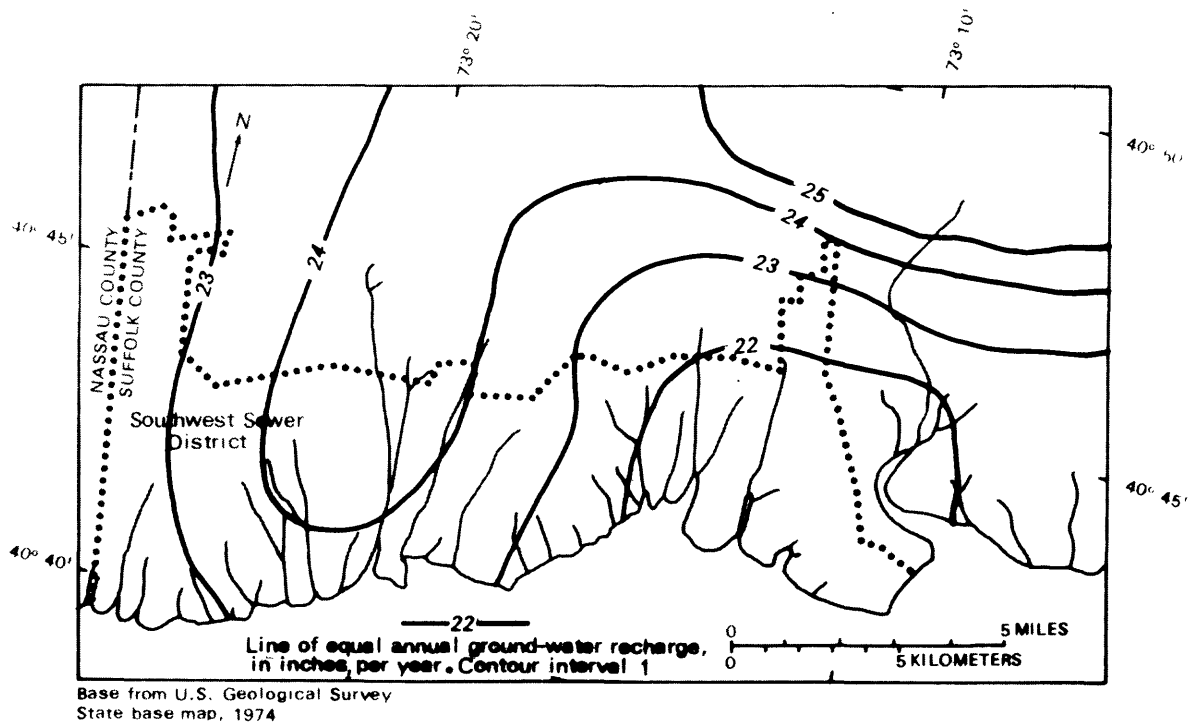 73° 20'
73° 10'
N
40° 50'
40° 45'
NASSAU COUNTY
SUFFOLK COUNTY
23
24
25
24
23
22
Southwest Sewer
District
40° 45'
40° 40'
22
Line of equal annual ground-water recharge,
in inches, per year. Contour interval 1
0 5 MILES
0 5 KILOMETERS
Base from U.S. Geological Survey
State base map, 1974